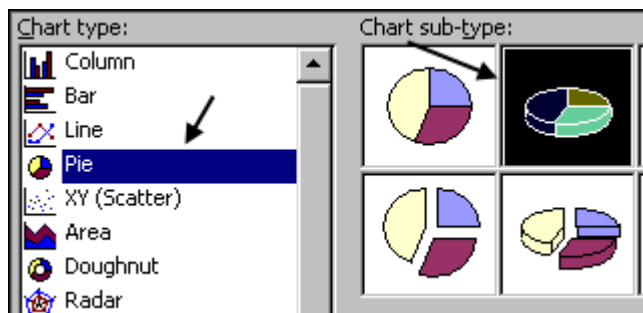 Chart type:
Column
Bar
Line
Pie
XY (Scatter)
Area
Doughnut
Radar
Chart sub-type: